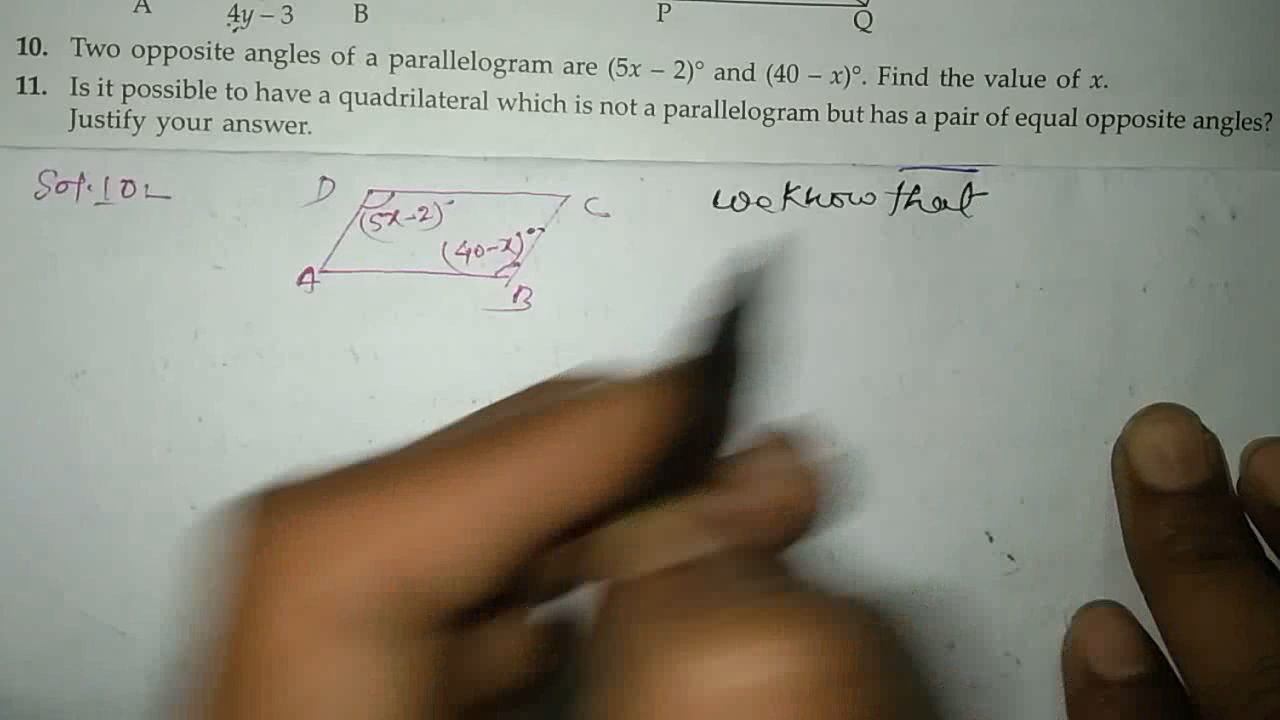 A 4y – 3 B P Q
10. Two opposite angles of a parallelogram are (5x – 2)° and (40 – x)°. Find the value of x.
11. Is it possible to have a quadrilateral which is not a parallelogram but has a pair of equal opposite angles?
Justify your answer.
Sol.10
D C we know that
(5x-2)°
(40-x)°
A
B